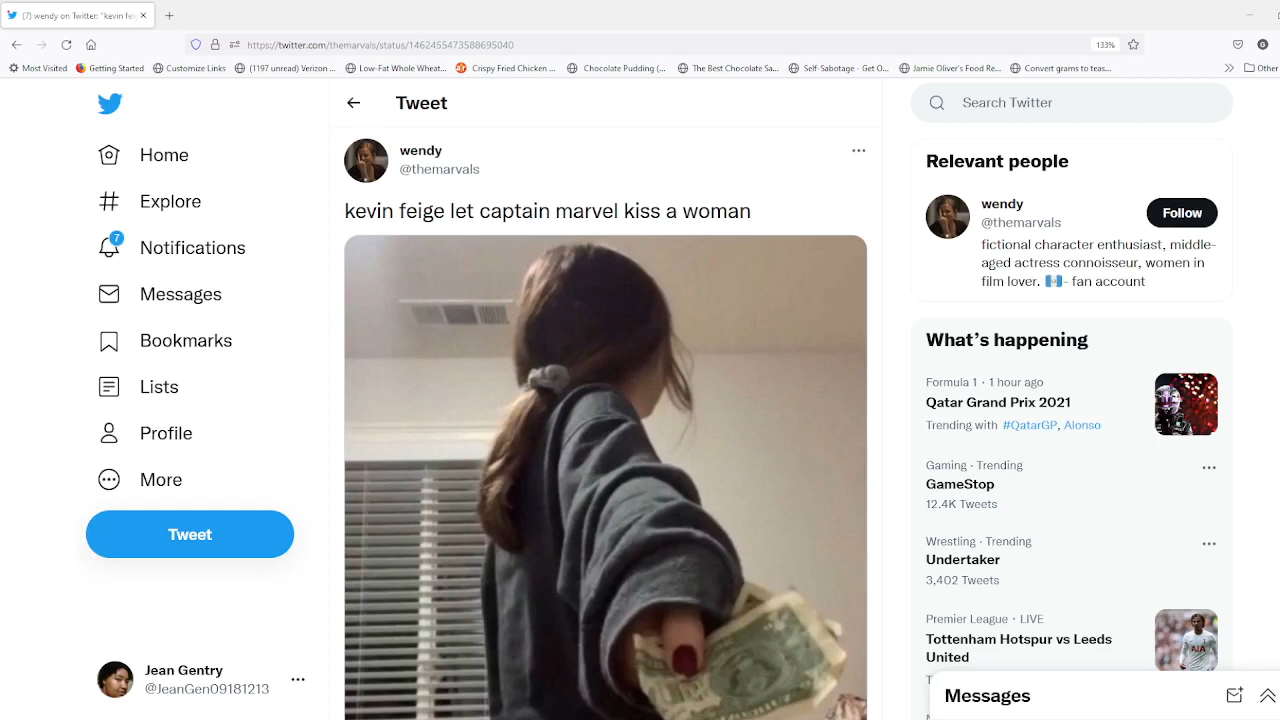 (7) wendy on Twitter: "kevin fei
https://twitter.com/themarvals/status/1462455473588695040
133%
Most Visited
Getting Started
Customize Links
(1197 unread) Verizon ...
Low-Fat Whole Wheat...
Crispy Fried Chicken ...
Chocolate Pudding (...
The Best Chocolate Sa...
Self-Sabotage - Get O...
Jamie Oliver's Food Re...
Convert grams to teas...
Other
Home
Explore
7
Notifications
Messages
Bookmarks
Lists
Profile
More
Tweet
Jean Gentry
@JeanGen09181213
Tweet
wendy
@themarvals
kevin feige let captain marvel kiss a woman
Search Twitter
Relevant people
wendy
@themarvals
Follow
fictional character enthusiast, middle-
aged actress connoisseur, women in
film lover. - fan account
What's happening
Formula 1 · 1 hour ago
Qatar Grand Prix 2021
Trending with #QatarGP, Alonso
Gaming · Trending
GameStop
12.4K Tweets
Wrestling · Trending
Undertaker
3,402 Tweets
Premier League · LIVE
Tottenham Hotspur vs Leeds
United
AIA
Messages